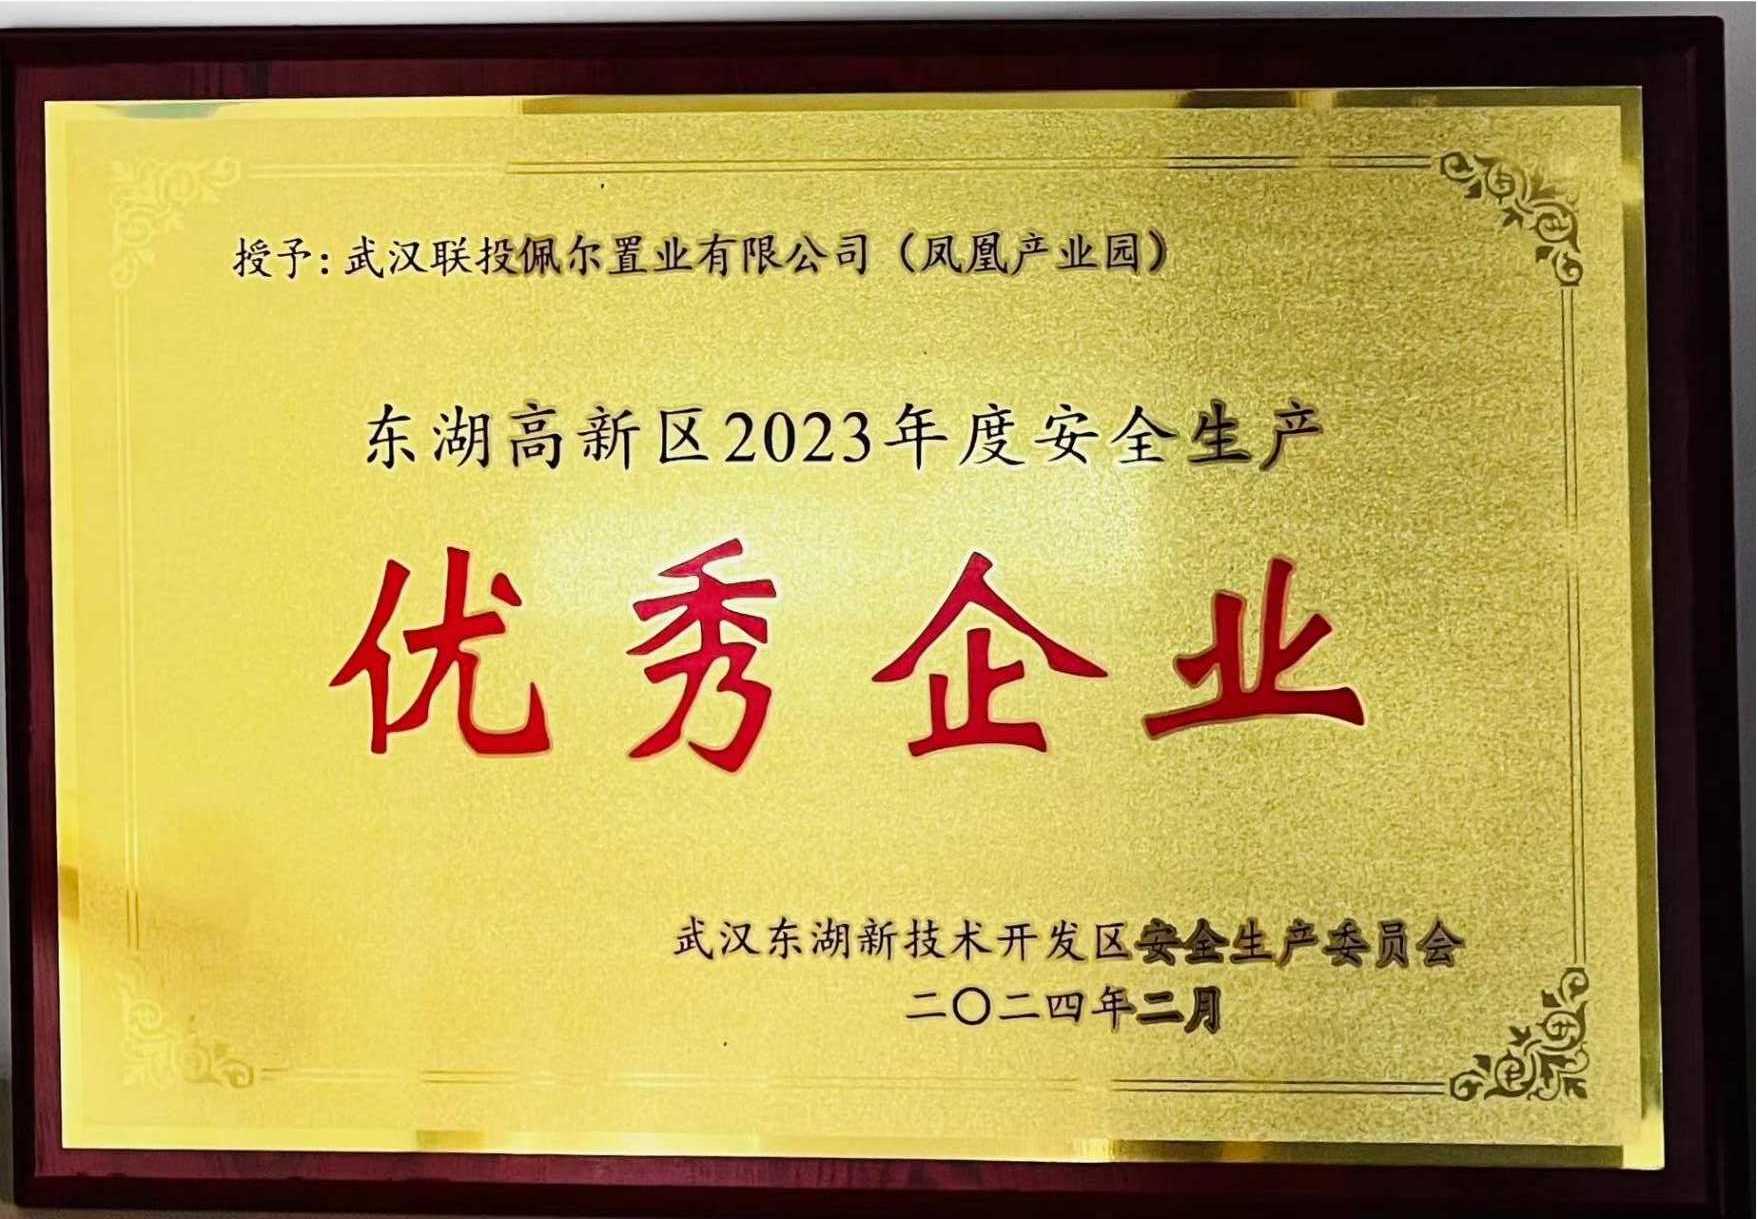 授予:武汉联投佩尔置业有限公司（凤凰产业园）
东湖高新区2023年度安全生产
优秀企业
武汉东湖新技术开发区安全生产委员会
二〇二四年二月